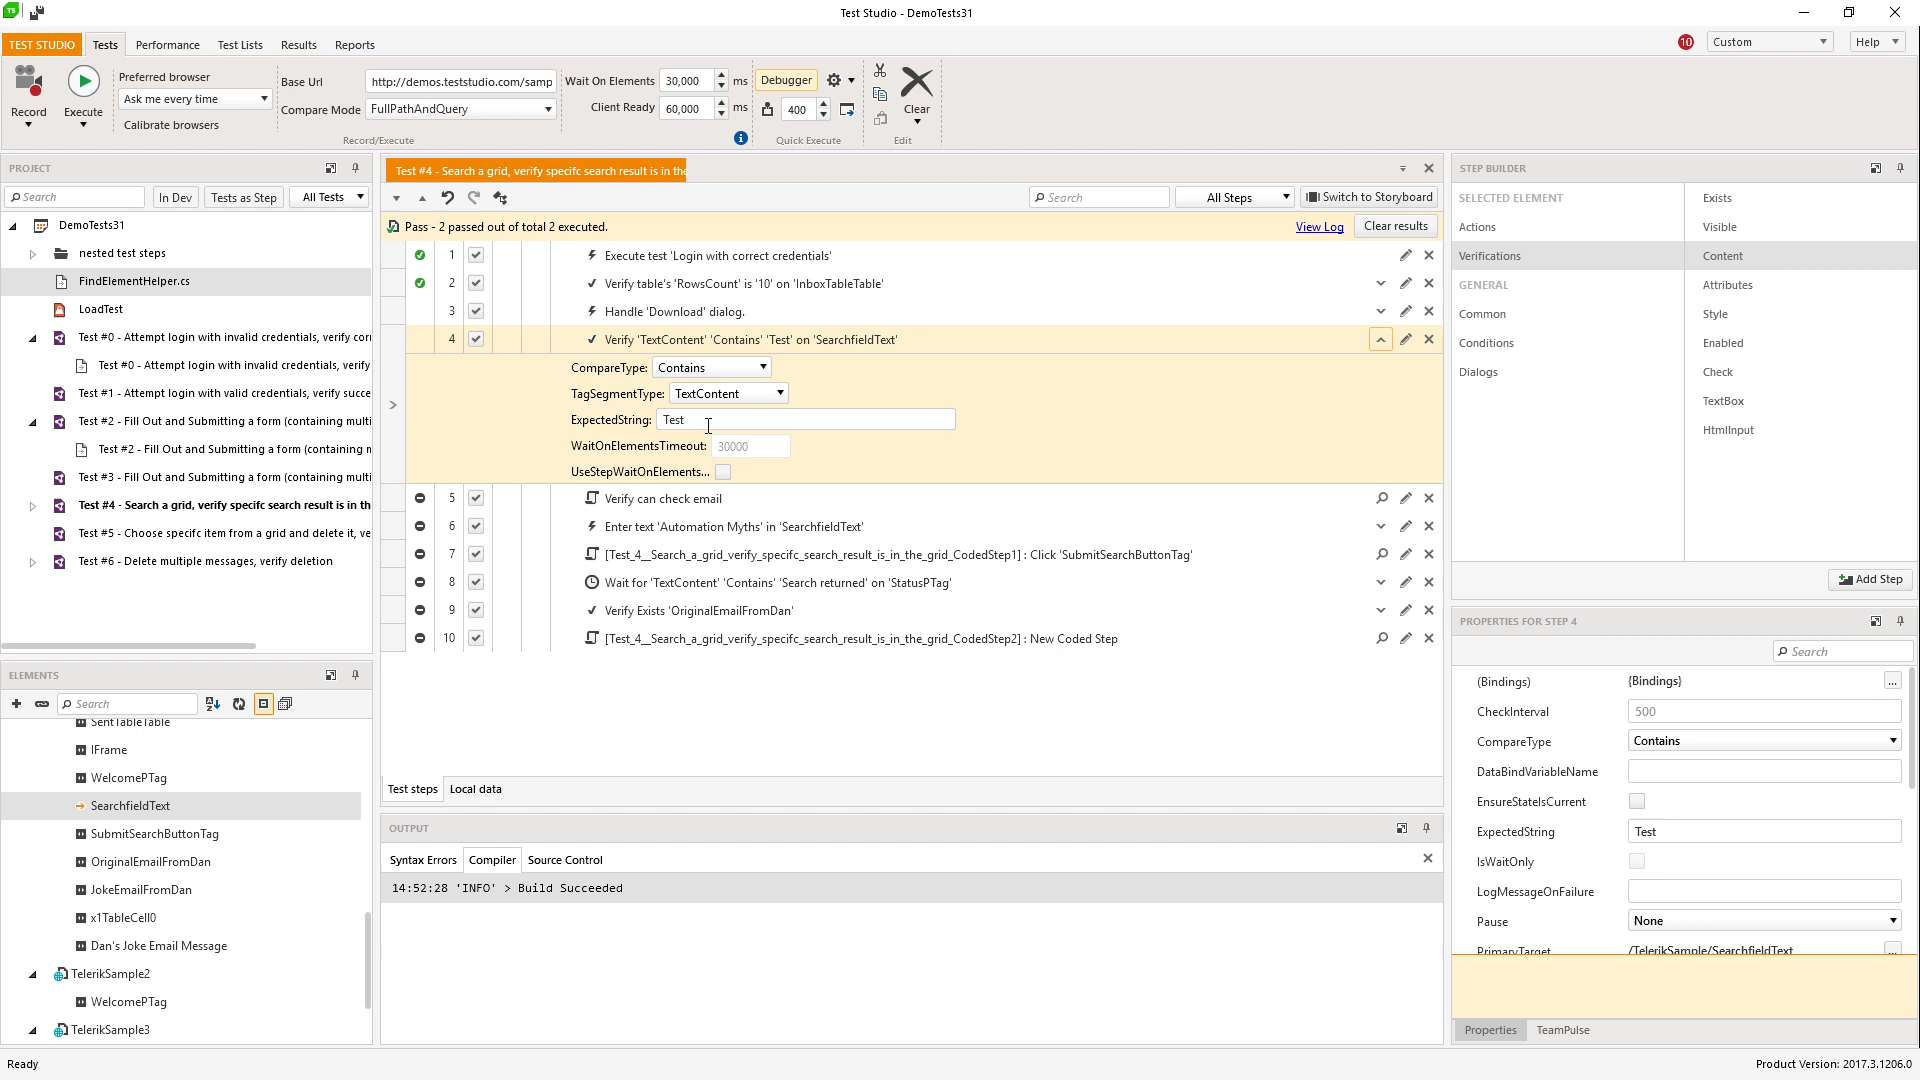 Test Studio - DemoTests31
TEST STUDIO
Tests
Performance
Test Lists
Results
Reports
10
Custom
Help
Record
Execute
Preferred browser
Ask me every time
Calibrate browsers
Base Url
http://demos.teststudio.com/samp
Compare Mode
FullPathAndQuery
Wait On Elements
30,000
ms
Client Ready
60,000
ms
Record/Execute
Debugger
400
Quick Execute
Clear
Edit
PROJECT
Search
In Dev
Tests as Step
All Tests
DemoTests31
nested test steps
FindElementHelper.cs
LoadTest
Test #0 - Attempt login with invalid credentials, verify corr
Test #0 - Attempt login with invalid credentials, verify
Test #1 - Attempt login with valid credentials, verify succe
Test #2 - Fill Out and Submitting a form (containing multi
Test #2 - Fill Out and Submitting a form (containing m
Test #3 - Fill Out and Submitting a form (containing multi
Test #4 - Search a grid, verify specifc search result is in th
Test #5 - Choose specifc item from a grid and delete it, ve
Test #6 - Delete multiple messages, verify deletion
ELEMENTS
Search
SentTableTable
IFrame
WelcomePTag
SearchfieldText
SubmitSearchButtonTag
OriginalEmailFromDan
JokeEmailFromDan
x1TableCell0
Dan's Joke Email Message
TelerikSample2
WelcomePTag
TelerikSample3
Test #4 - Search a grid, verify specifc search result is in the
Search
All Steps
Switch to Storyboard
Pass - 2 passed out of total 2 executed.
View Log
Clear results
1 Execute test 'Login with correct credentials'
2 Verify table's 'RowsCount' is '10' on 'InboxTableTable'
3 Handle 'Download' dialog.
4 Verify 'TextContent' 'Contains' 'Test' on 'SearchfieldText'
CompareType: Contains
TagSegmentType: TextContent
ExpectedString: Test
WaitOnElementsTimeout: 30000
UseStepWaitOnElements...
5 Verify can check email
6 Enter text 'Automation Myths' in 'SearchfieldText'
7 [Test_4__Search_a_grid_verify_specifc_search_result_is_in_the_grid_CodedStep1] : Click 'SubmitSearchButtonTag'
8 Wait for 'TextContent' 'Contains' 'Search returned' on 'StatusPTag'
9 Verify Exists 'OriginalEmailFromDan'
10 [Test_4__Search_a_grid_verify_specifc_search_result_is_in_the_grid_CodedStep2] : New Coded Step
Test steps
Local data
OUTPUT
Syntax Errors
Compiler
Source Control
14:52:28 'INFO' > Build Succeeded
STEP BUILDER
SELECTED ELEMENT
Actions
Verifications
GENERAL
Common
Conditions
Dialogs
Exists
Visible
Content
Attributes
Style
Enabled
Check
TextBox
HtmlInput
Add Step
PROPERTIES FOR STEP 4
Search
(Bindings) {Bindings} ...
CheckInterval 500
CompareType Contains
DataBindVariableName
EnsureStateIsCurrent
ExpectedString Test
IsWaitOnly
LogMessageOnFailure
Pause None
PrimaryTarget /TelerikSample/SearchfieldText ...
Properties
TeamPulse
Ready
Product Version: 2017.3.1206.0